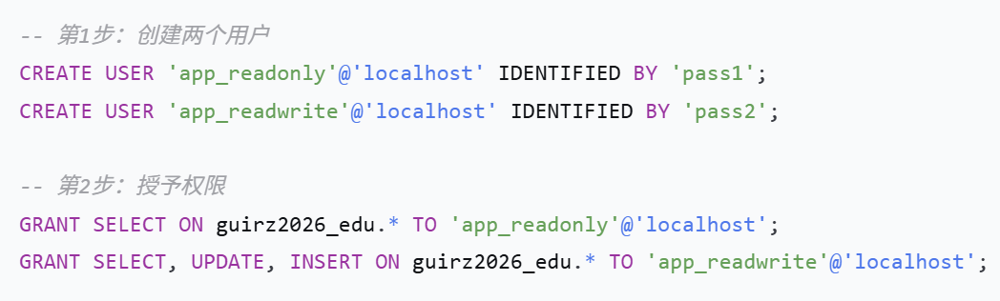 -- 第1步：创建两个用户
CREATE USER 'app_readonly'@'localhost' IDENTIFIED BY 'pass1';
CREATE USER 'app_readwrite'@'localhost' IDENTIFIED BY 'pass2';
-- 第2步：授予权限
GRANT SELECT ON guirz2026_edu.* TO 'app_readonly'@'localhost';
GRANT SELECT, UPDATE, INSERT ON guirz2026_edu.* TO 'app_readwrite'@'localhost';